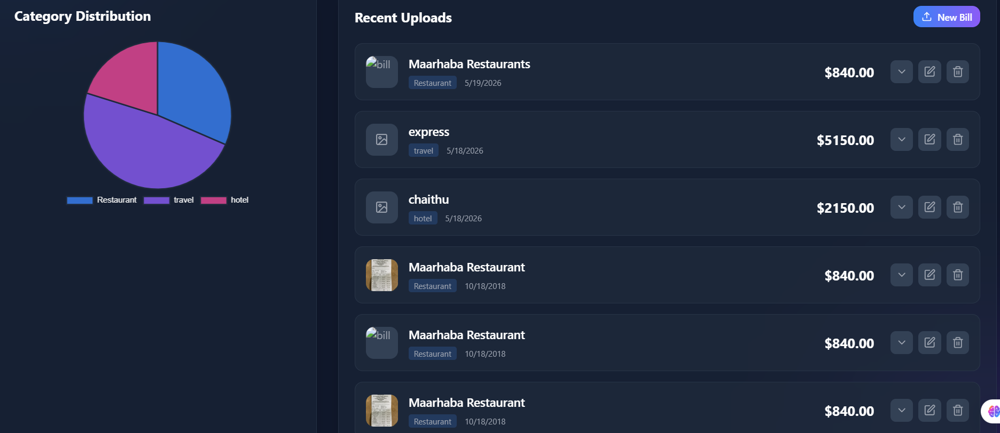 Category Distribution
Restaurant travel hotel
Recent Uploads
New Bill
bill
Maarhaba Restaurants
Restaurant 5/19/2026
$840.00
express
travel 5/18/2026
$5150.00
chaithu
hotel 5/18/2026
$2150.00
Maarhaba Restaurant
Restaurant 10/18/2018
$840.00
bill
Maarhaba Restaurant
Restaurant 10/18/2018
$840.00
Maarhaba Restaurant
Restaurant 10/18/2018
$840.00